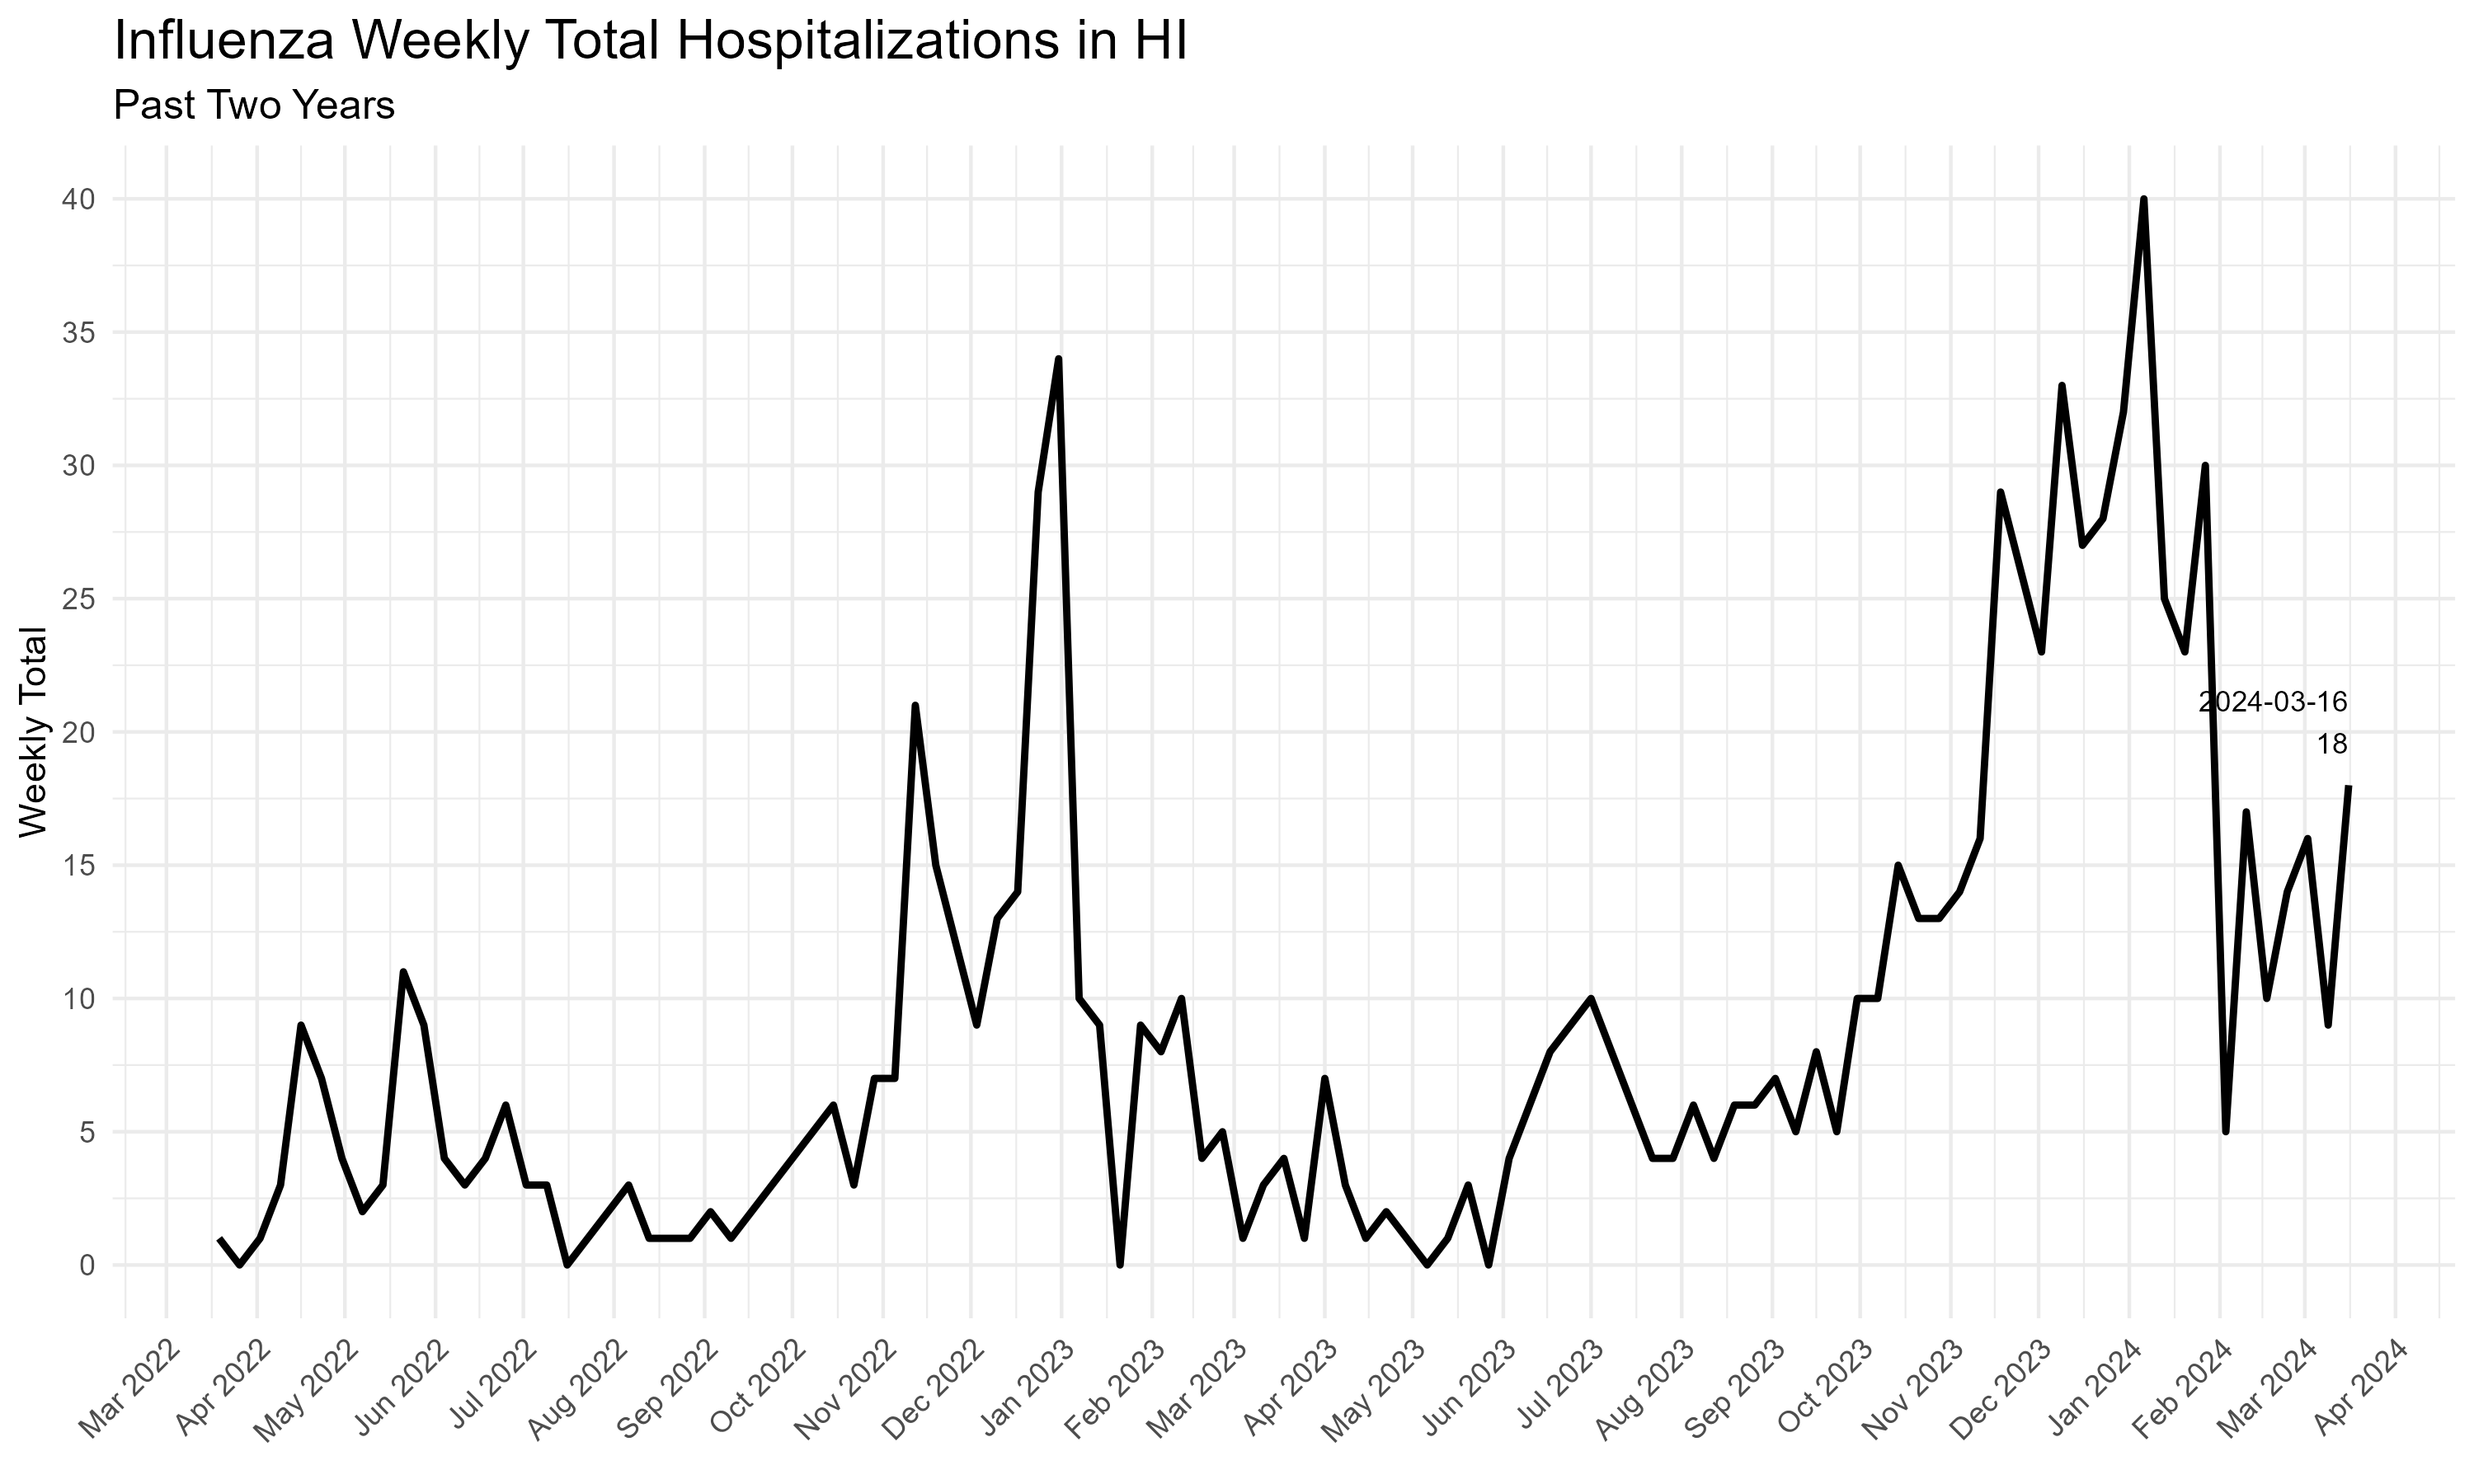 Influenza Weekly Total Hospitalizations in HI
Past Two Years
Weekly Total
40
35
30
25
20
15
10
5
0
2024-03-16
18
Mar 2022
Apr 2022
May 2022
Jun 2022
Jul 2022
Aug 2022
Sep 2022
Oct 2022
Nov 2022
Dec 2022
Jan 2023
Feb 2023
Mar 2023
Apr 2023
May 2023
Jun 2023
Jul 2023
Aug 2023
Sep 2023
Oct 2023
Nov 2023
Dec 2023
Jan 2024
Feb 2024
Mar 2024
Apr 2024